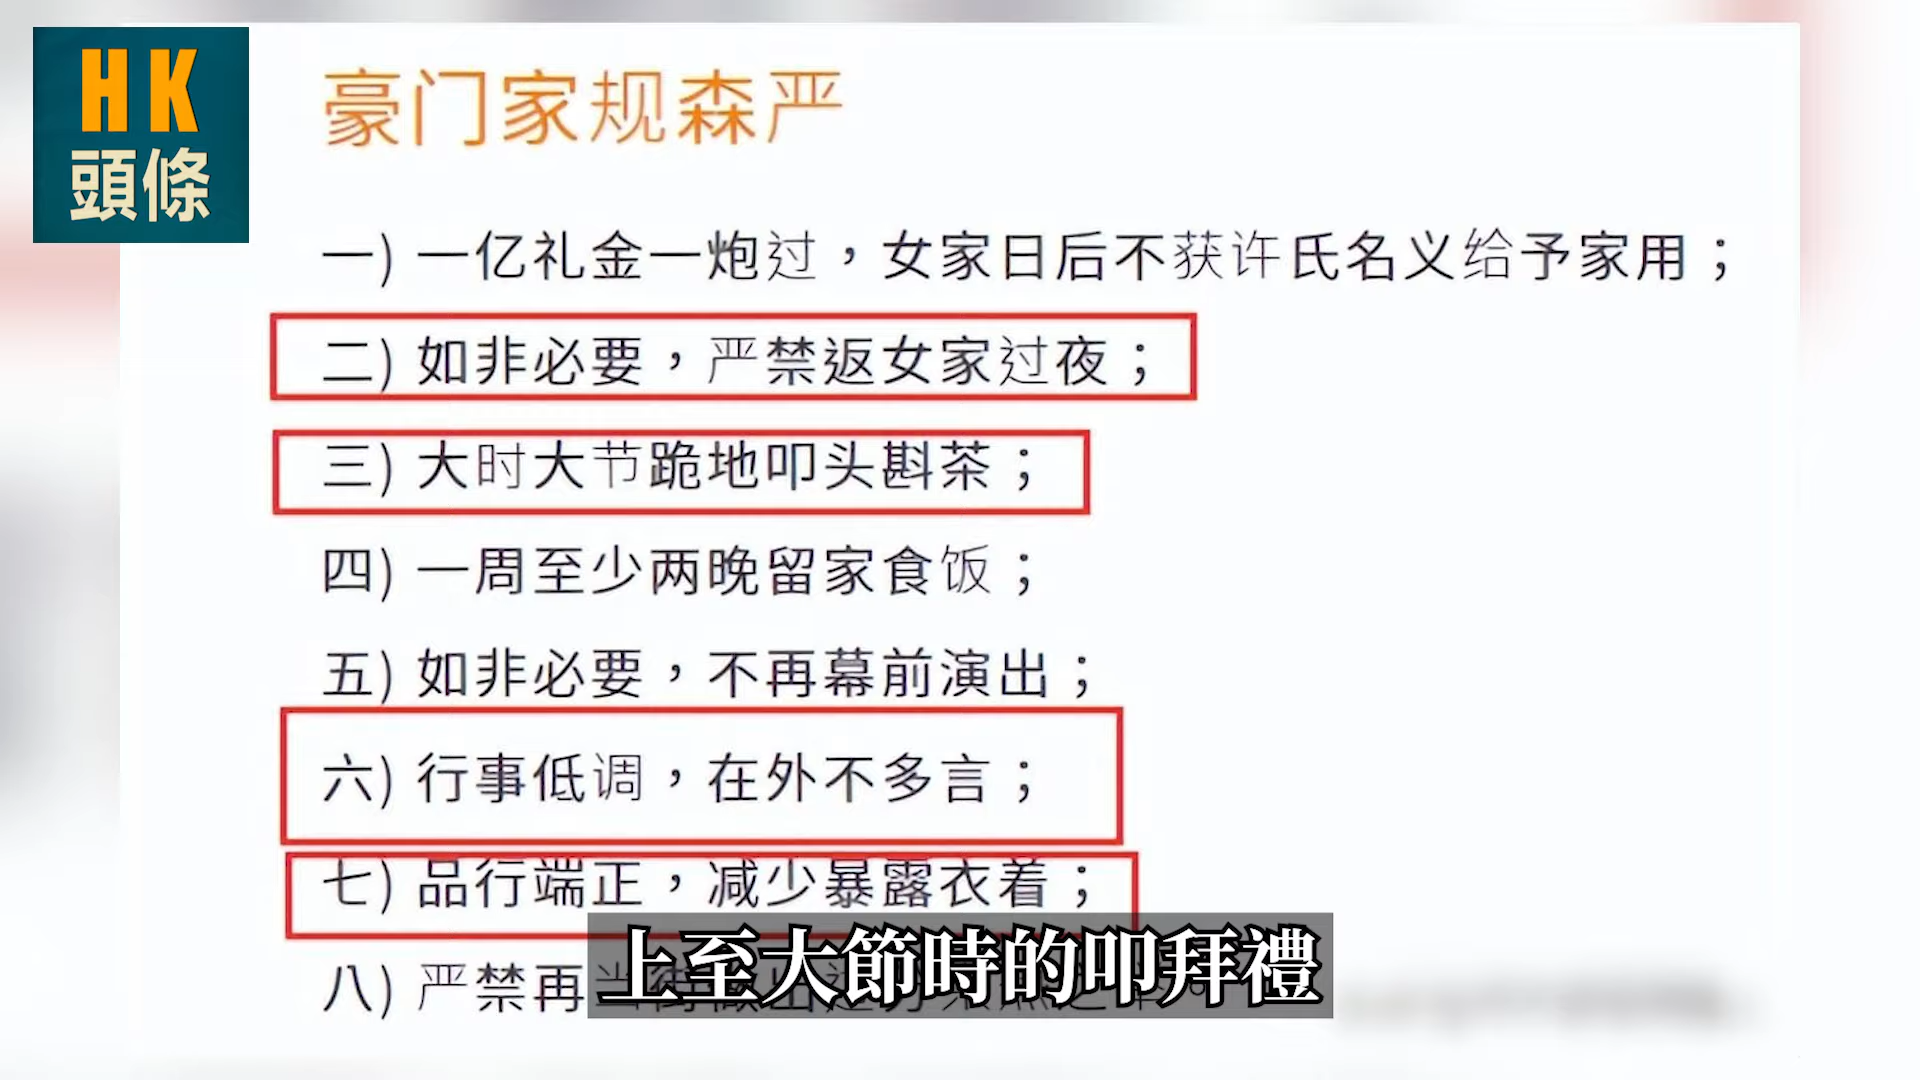 HK
頭條
豪门家规森严
一) 一亿礼金一炮过，女家日后不获许氏名义给予家用；
二) 如非必要，严禁返女家过夜；
三) 大时大节跪地叩头斟茶；
四) 一周至少两晚留家食饭；
五) 如非必要，不再幕前演出；
六) 行事低调，在外不多言；
七) 品行端正，减少暴露衣着；
八) 严禁再
上至大節時的叩拜禮